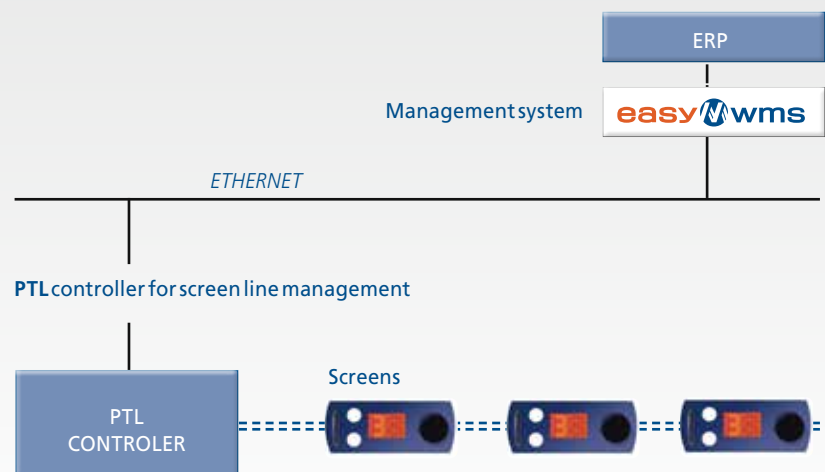 ERP
Management system
easy wms
ETHERNET
PTL controller for screen line management
Screens
PTL
CONTROLER